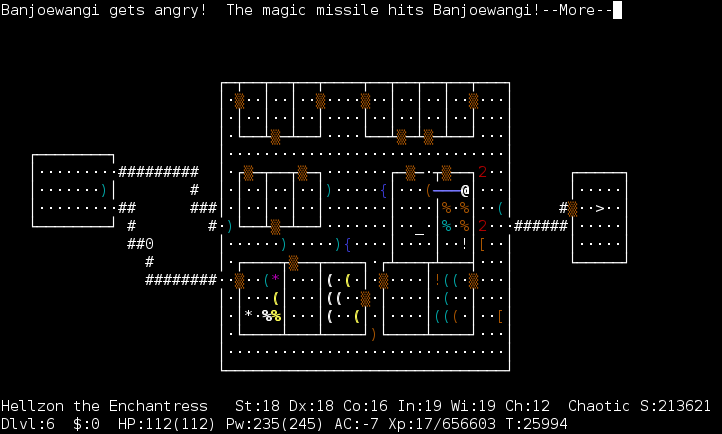 Banjoewangi gets angry!  The magic missile hits Banjoewangi!--More--
Hellzon the Enchantress   St:18 Dx:18 Co:16 In:19 Wi:19 Ch:12  Chaotic S:213621
Dlvl:6  $:0  HP:112(112) Pw:235(245) AC:-7 Xp:17/656603 T:25994